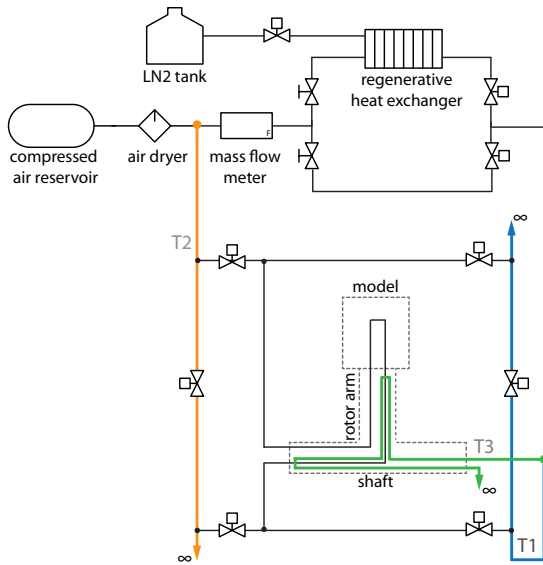 LN2 tank
regenerative
heat exchanger
compressed
air reservoir
air dryer
mass flow
meter
F
T2
∞
model
rotor arm
T3
shaft
∞
T1
∞